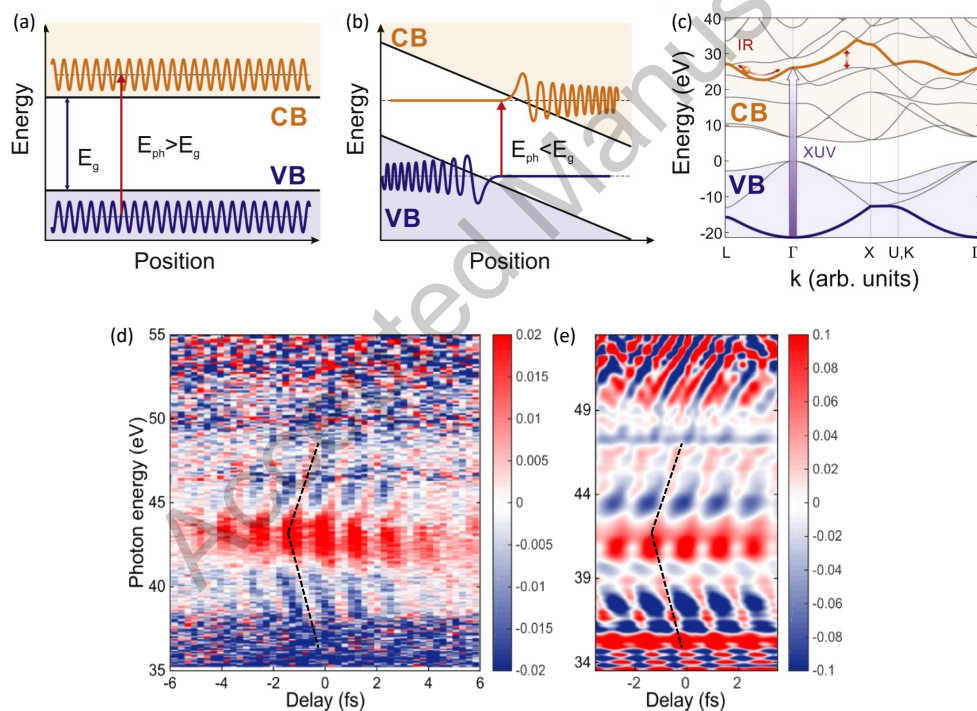 (a)
Energy
CB
E_g
E_ph>E_g
VB
Position
(b)
Energy
CB
E_ph<E_g
VB
Position
(c)
Energy (eV)
40
30
20
10
0
-10
-20
IR
CB
XUV
VB
L Γ X U,K
k (arb. units)
(d)
Photon energy (eV)
55
50
45
40
35
-6 -4 -2 0 2 4 6
Delay (fs)
0.02
0.015
0.01
0.005
0
-0.005
-0.01
-0.015
-0.02
(e)
49
44
39
34
-2 0 2
Delay (fs)
0.1
0.08
0.06
0.04
0.02
0
-0.02
-0.04
-0.06
-0.08
-0.1
Accepted Manus